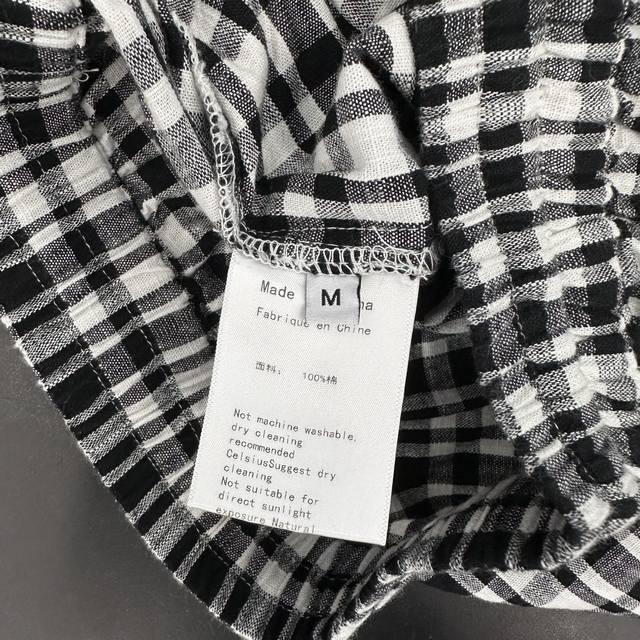 Made
M
na
Fabrique en Chine
面料： 100%棉
Not machine washable,
dry cleaning
recommended
CelsiusSuggest dry
cleaning
Not suitable for
direct sunlight
exposure Natural